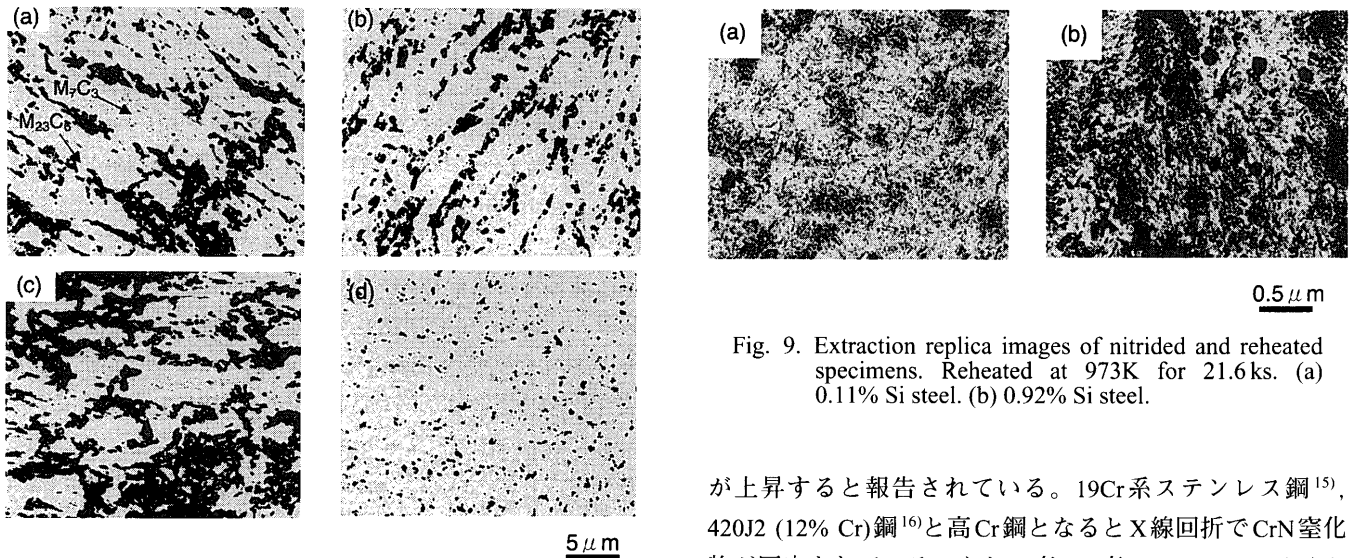 (a)
M₇C₃
M₂₃C₆
(b)
(c)
(d)
5 μm
(a)
(b)
0.5 μm
Fig. 9. Extraction replica images of nitrided and reheated
specimens. Reheated at 973K for 21.6 ks. (a)
0.11% Si steel. (b) 0.92% Si steel.
が上昇すると報告されている。19Cr系ステンレス鋼15),
420J2 (12% Cr)鋼16)と高Cr鋼となるとX線回折でCrN窒化